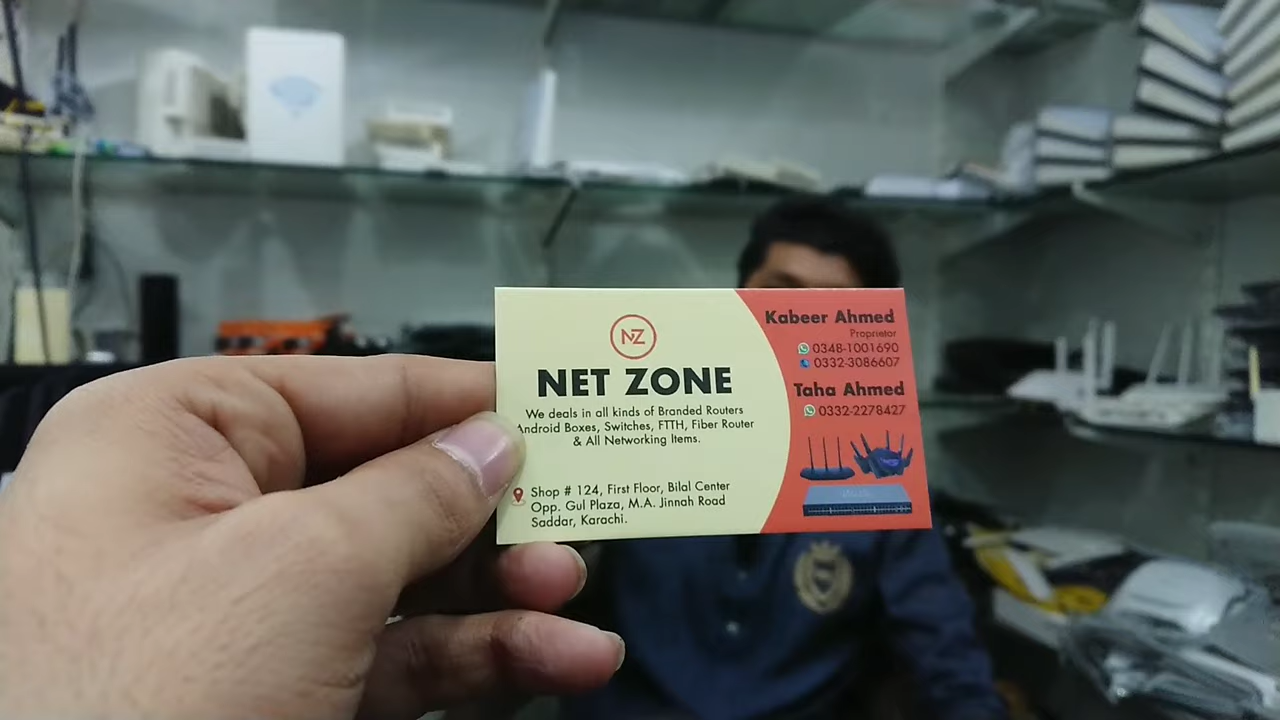 NZ
NET ZONE
We deals in all kinds of Branded Routers
Android Boxes, Switches, FTTH, Fiber Router
& All Networking Items.
Shop # 124, First Floor, Bilal Center
Opp. Gul Plaza, M.A. Jinnah Road
Saddar, Karachi.
Kabeer Ahmed
Proprietor
0348-1001690
0332-3086607
Taha Ahmed
0332-2278427